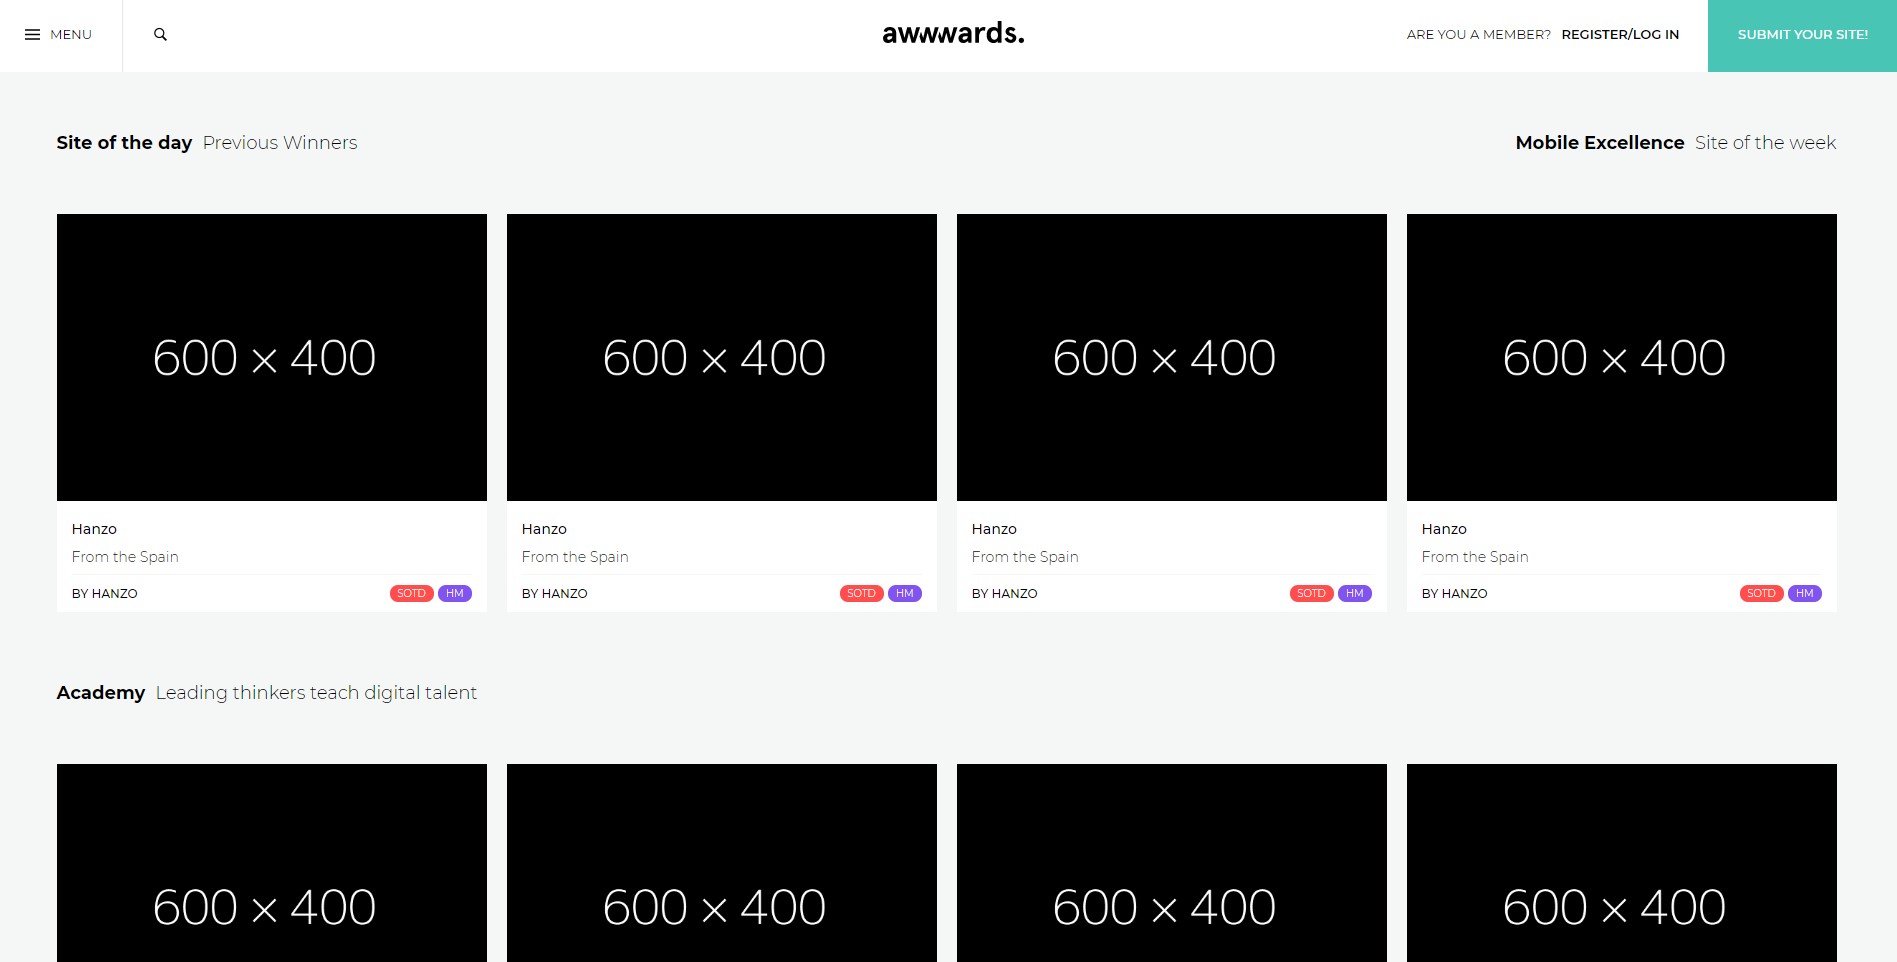 MENU
awwwards.
ARE YOU A MEMBER? REGISTER/LOG IN
SUBMIT YOUR SITE!
Site of the day Previous Winners
Mobile Excellence Site of the week
600 × 400
600 × 400
600 × 400
600 × 400
Hanzo
From the Spain
BY HANZO SOTD HM
Hanzo
From the Spain
BY HANZO SOTD HM
Hanzo
From the Spain
BY HANZO SOTD HM
Hanzo
From the Spain
BY HANZO SOTD HM
Academy Leading thinkers teach digital talent
600 × 400
600 × 400
600 × 400
600 × 400